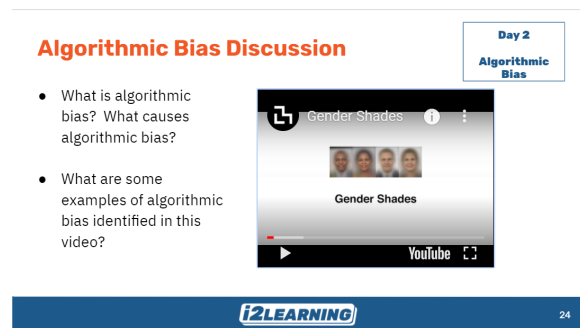 Day 2
Algorithmic
Bias
Algorithmic Bias Discussion
● What is algorithmic
bias? What causes
algorithmic bias?
● What are some
examples of algorithmic
bias identified in this
video?
Gender Shades
Gender Shades
YouTube
i2LEARNING
24